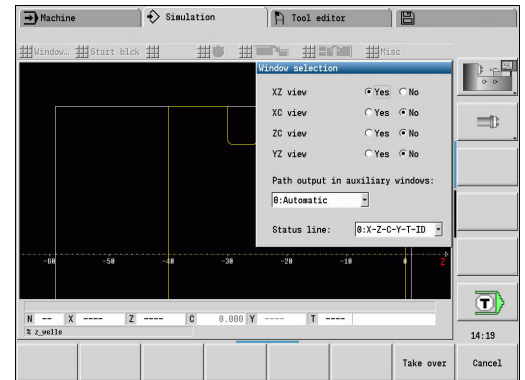 Machine
Simulation
Tool editor
Window...
Start blck
Misc
Window selection
XZ view Yes No
XC view Yes No
ZC view Yes No
YZ view Yes No
Path output in auxiliary windows:
0:Automatic
Status line: 0:X-Z-C-Y-T-ID
-60 -50 -40 -30 -20 -10 0 Z
T
N -- X ---- Z ---- C 0.000 Y ---- T ----
% z_welle
14:19
Take over
Cancel